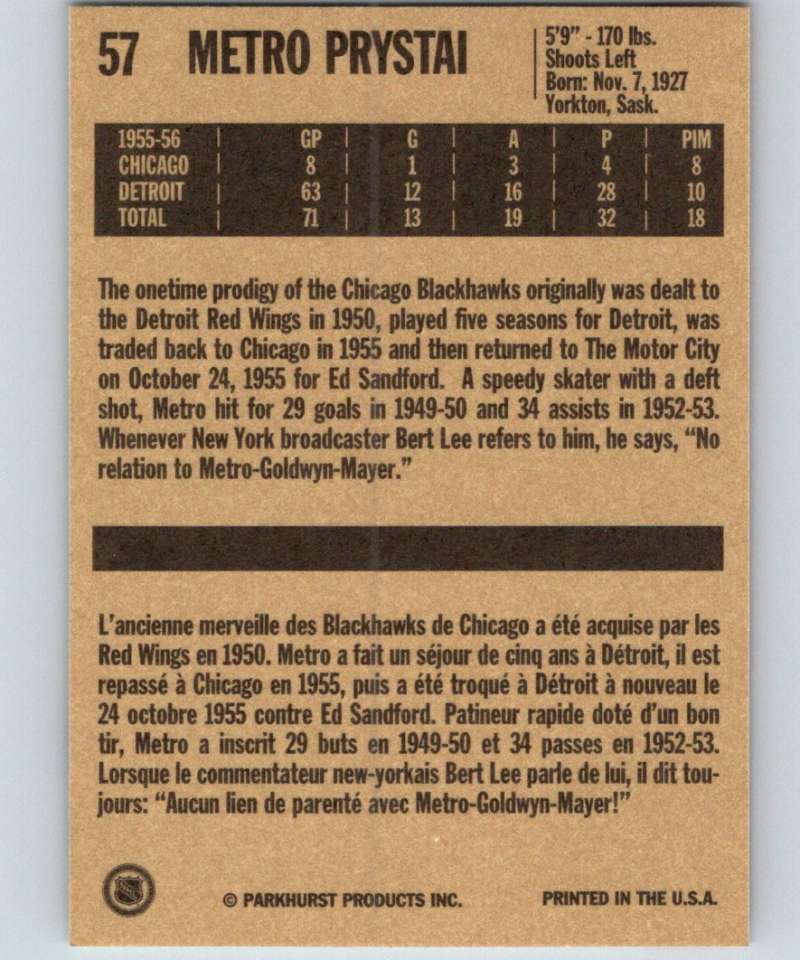 57 METRO PRYSTAI
5'9" - 170 lbs.
Shoots Left
Born: Nov. 7, 1927
Yorkton, Sask.
1955-56 | GP | G | A | P | PIM
CHICAGO | 8 | 1 | 3 | 4 | 8
DETROIT | 63 | 12 | 16 | 28 | 10
TOTAL | 71 | 13 | 19 | 32 | 18
The onetime prodigy of the Chicago Blackhawks originally was dealt to
the Detroit Red Wings in 1950, played five seasons for Detroit, was
traded back to Chicago in 1955 and then returned to The Motor City
on October 24, 1955 for Ed Sandford. A speedy skater with a deft
shot, Metro hit for 29 goals in 1949-50 and 34 assists in 1952-53.
Whenever New York broadcaster Bert Lee refers to him, he says, "No
relation to Metro-Goldwyn-Mayer."
L'ancienne merveille des Blackhawks de Chicago a été acquise par les
Red Wings en 1950. Metro a fait un séjour de cinq ans à Détroit, il est
repassé à Chicago en 1955, puis a été troqué à Détroit à nouveau le
24 octobre 1955 contre Ed Sandford. Patineur rapide doté d'un bon
tir, Metro a inscrit 29 buts en 1949-50 et 34 passes en 1952-53.
Lorsque le commentateur new-yorkais Bert Lee parle de lui, il dit tou-
jours: "Aucun lien de parenté avec Metro-Goldwyn-Mayer!"
© PARKHURST PRODUCTS INC.
PRINTED IN THE U.S.A.